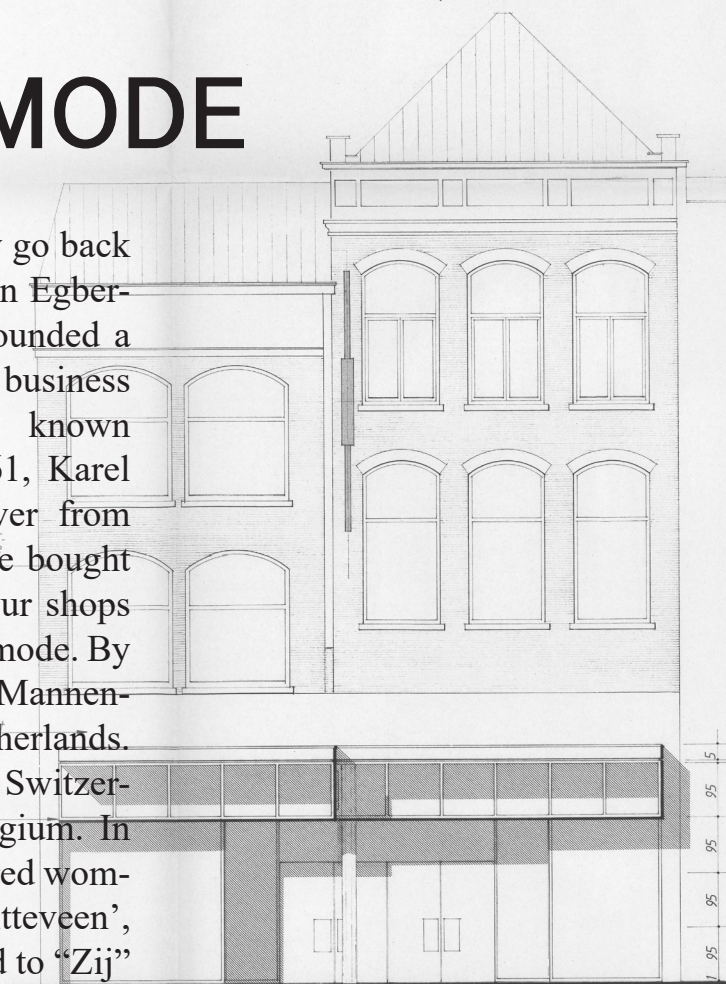 MODE
go back
n Egber-
ounded a
business
known
51, Karel
ver from
e bought
ur shops
mode. By
Mannen-
herlands.
Switzer-
gium. In
ed wom-
tteveen’,
d to “Zij”
5
95
95
95
95